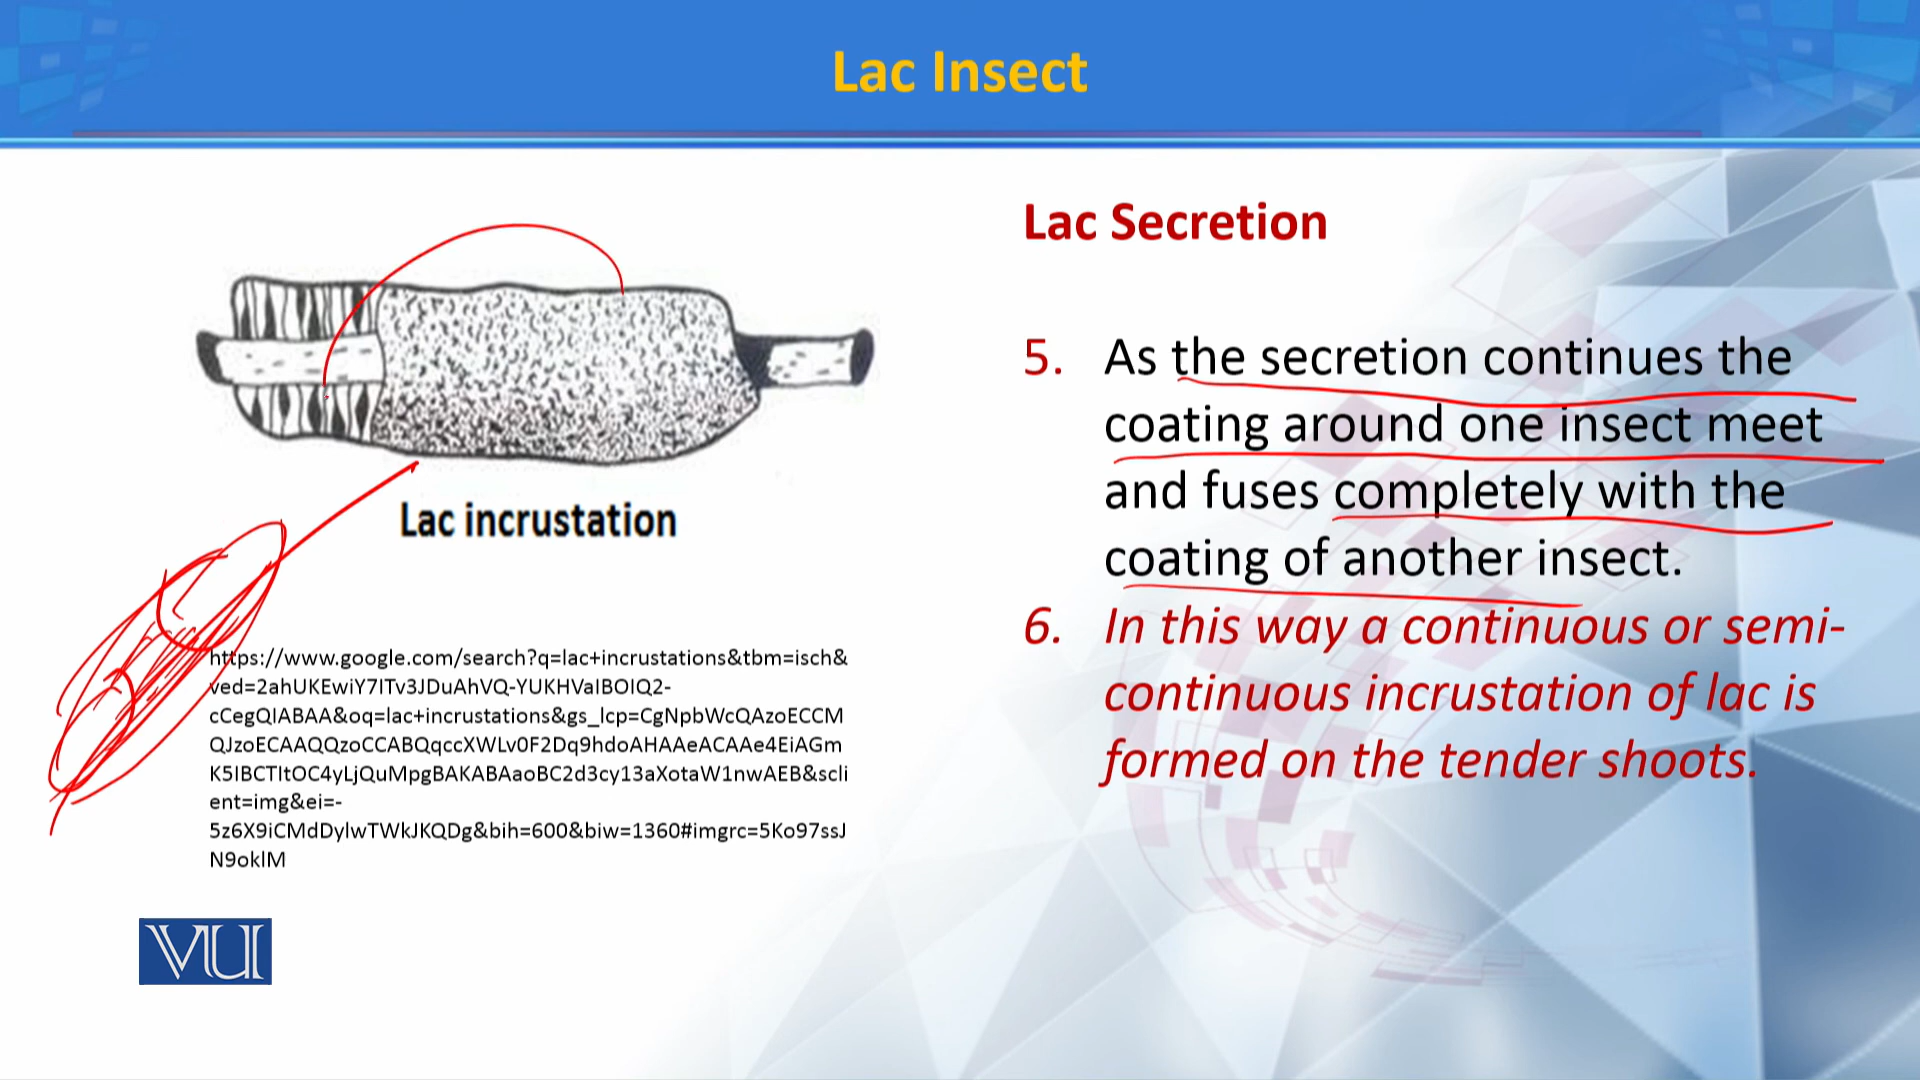 Lac Insect
Lac incrustation
https://www.google.com/search?q=lac+incrustations&tbm=isch&
ved=2ahUKEwiY7ITv3JDuAhVQ-YUKHVaIBOIQ2-
cCegQIABAA&oq=lac+incrustations&gs_lcp=CgNpbWcQAzoECCM
QJzoECAAQQzoCCABQqccXWLv0F2Dq9hdoAHAAeACAAe4EiAGm
K5IBCTItOC4yLjQuMpgBAKABAaoBC2d3cy13aXotaW1nwAEB&scli
ent=img&ei=-
5z6X9iCMdDylwTWkJKQDg&bih=600&biw=1360#imgrc=5Ko97ssJ
N9oklM
VU
Lac Secretion
5. As the secretion continues the
coating around one insect meet
and fuses completely with the
coating of another insect.
6. In this way a continuous or semi-
continuous incrustation of lac is
formed on the tender shoots.